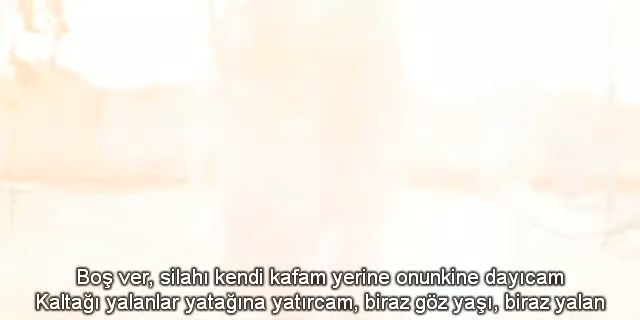 Boş ver, silahı kendi kafam yerine onunkine dayıcam
Kaltağı yalanlar yatağına yatırcam, biraz göz yaşı, biraz yalan